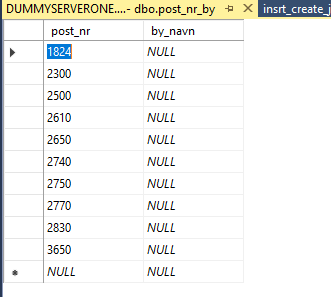 DUMMYSERVERONE....- dbo.post_nr_by insrt_create_j
post_nr by_navn
1824 NULL
2300 NULL
2500 NULL
2610 NULL
2650 NULL
2740 NULL
2750 NULL
2770 NULL
2830 NULL
3650 NULL
NULL NULL